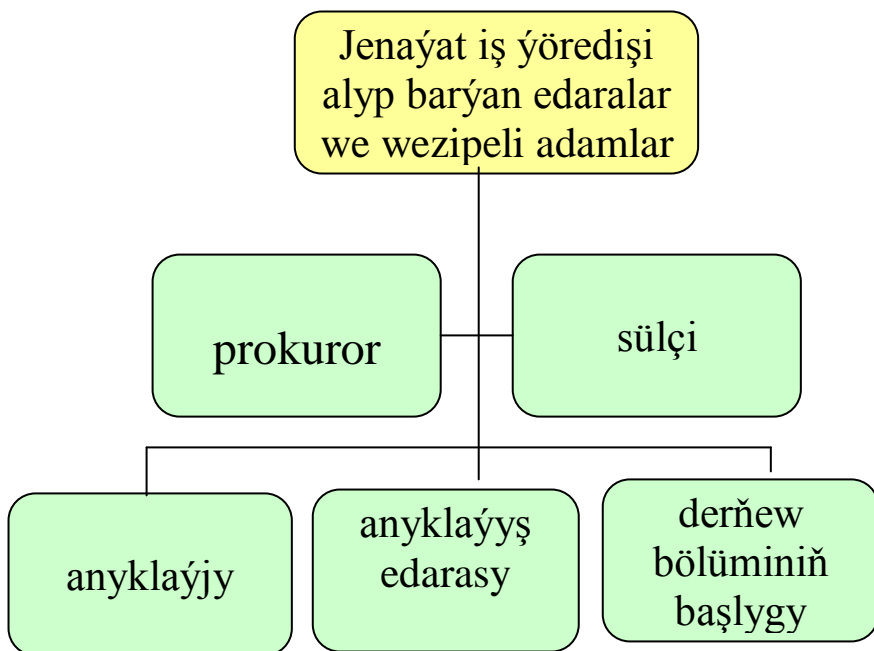 Jenaýat iş ýöredişi
alyp barýan edaralar
we wezipeli adamlar
prokuror
sülçi
anyklaýjy
anyklaýyş
edarasy
derňew
bölüminiň
başlygy